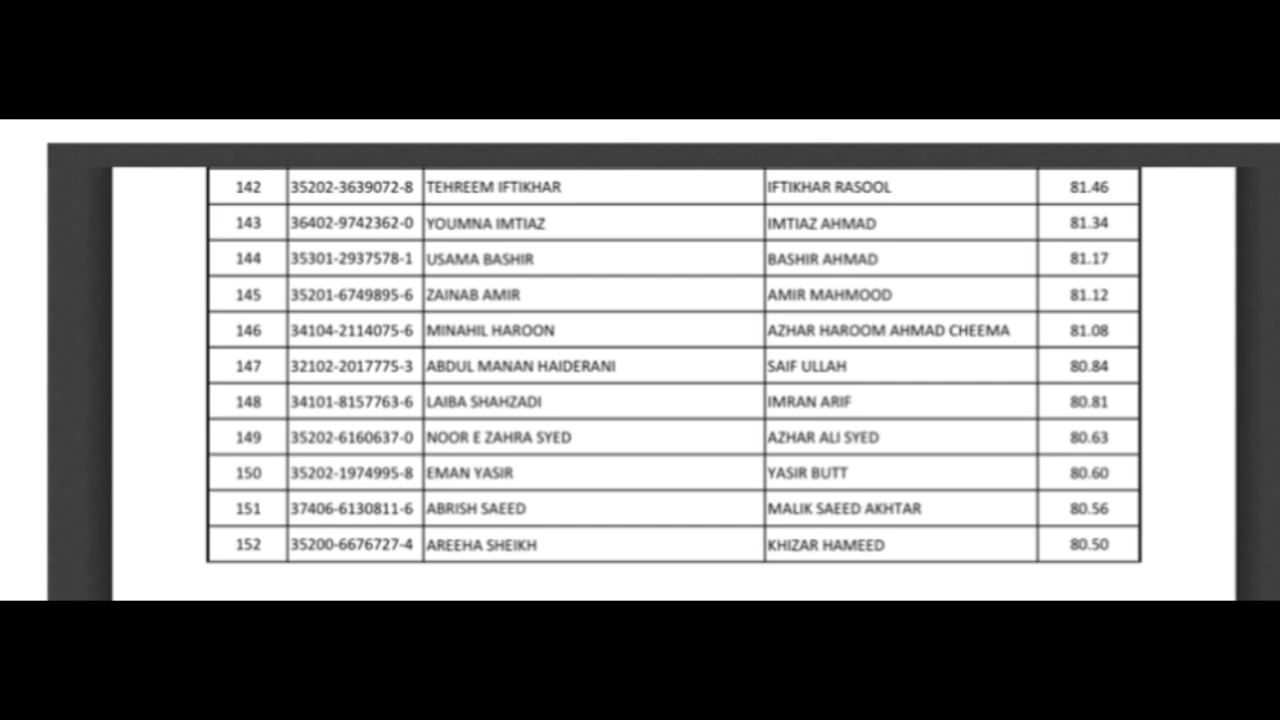 142 35202-3639072-8 TEHREEM IFTIKHAR IFTIKHAR RASOOL 81.46
143 36402-9742362-0 YOUMNA IMTIAZ IMTIAZ AHMAD 81.34
144 35301-2937578-1 USAMA BASHIR BASHIR AHMAD 81.17
145 35201-6749895-6 ZAINAB AMIR AMIR MAHMOOD 81.12
146 34104-2114075-6 MINAHIL HAROON AZHAR HAROOM AHMAD CHEEMA 81.08
147 32102-2017775-3 ABDUL MANAN HAIDERANI SAIF ULLAH 80.84
148 34101-8157763-6 LAIBA SHAHZADI IMRAN ARIF 80.81
149 35202-6160637-0 NOOR E ZAHRA SYED AZHAR ALI SYED 80.63
150 35202-1974995-8 EMAN YASIR YASIR BUTT 80.60
151 37406-6130811-6 ABRISH SAEED MALIK SAEED AKHTAR 80.56
152 35200-6676727-4 AREEHA SHEIKH KHIZAR HAMEED 80.50